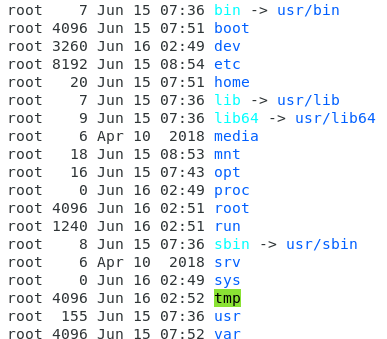 root    7 Jun 15 07:36 bin -> usr/bin
root 4096 Jun 15 07:51 boot
root 3260 Jun 16 02:49 dev
root 8192 Jun 15 08:54 etc
root   20 Jun 15 07:51 home
root    7 Jun 15 07:36 lib -> usr/lib
root    9 Jun 15 07:36 lib64 -> usr/lib64
root    6 Apr 10  2018 media
root   18 Jun 15 08:53 mnt
root   16 Jun 15 07:43 opt
root    0 Jun 16 02:49 proc
root 4096 Jun 16 02:51 root
root 1240 Jun 16 02:51 run
root    8 Jun 15 07:36 sbin -> usr/sbin
root    6 Apr 10  2018 srv
root    0 Jun 16 02:49 sys
root 4096 Jun 16 02:52 tmp
root  155 Jun 15 07:36 usr
root 4096 Jun 15 07:52 var